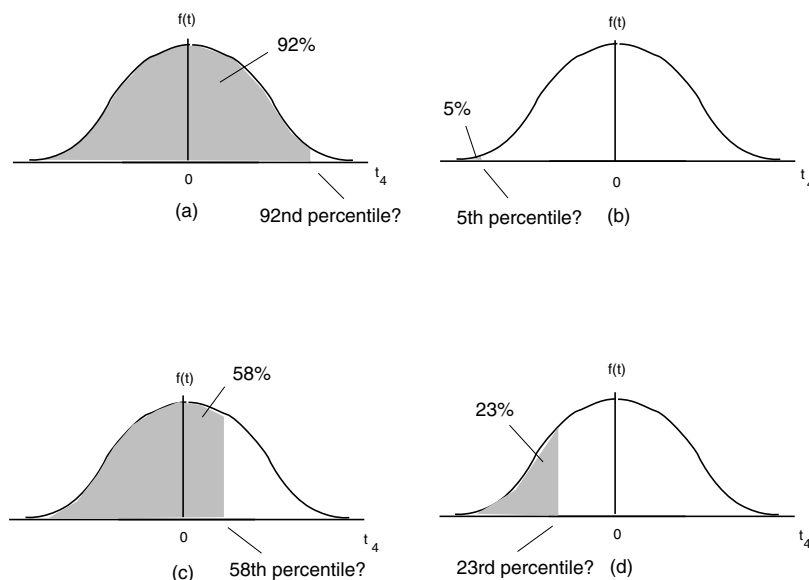 f(t)
92%
0
t4
92nd percentile?
(a)
f(t)
5%
0
t4
5th percentile?
(b)
f(t)
58%
0
t4
58th percentile?
(c)
f(t)
23%
0
t4
23rd percentile?
(d)